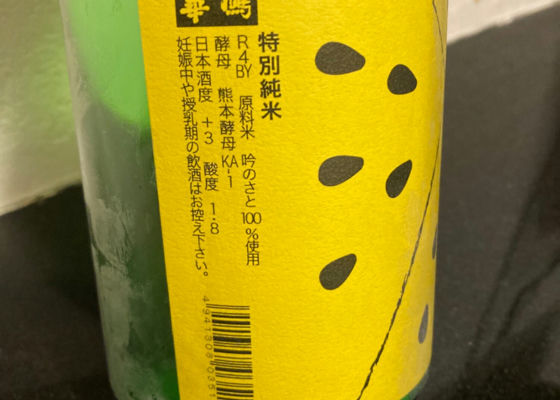 特別純米
R4BY 原料米 吟のさと100%使用
酵母 熊本酵母KA-1
日本酒度 +3 酸度 1.8
妊娠中や授乳期の飲酒はお控え下さい。